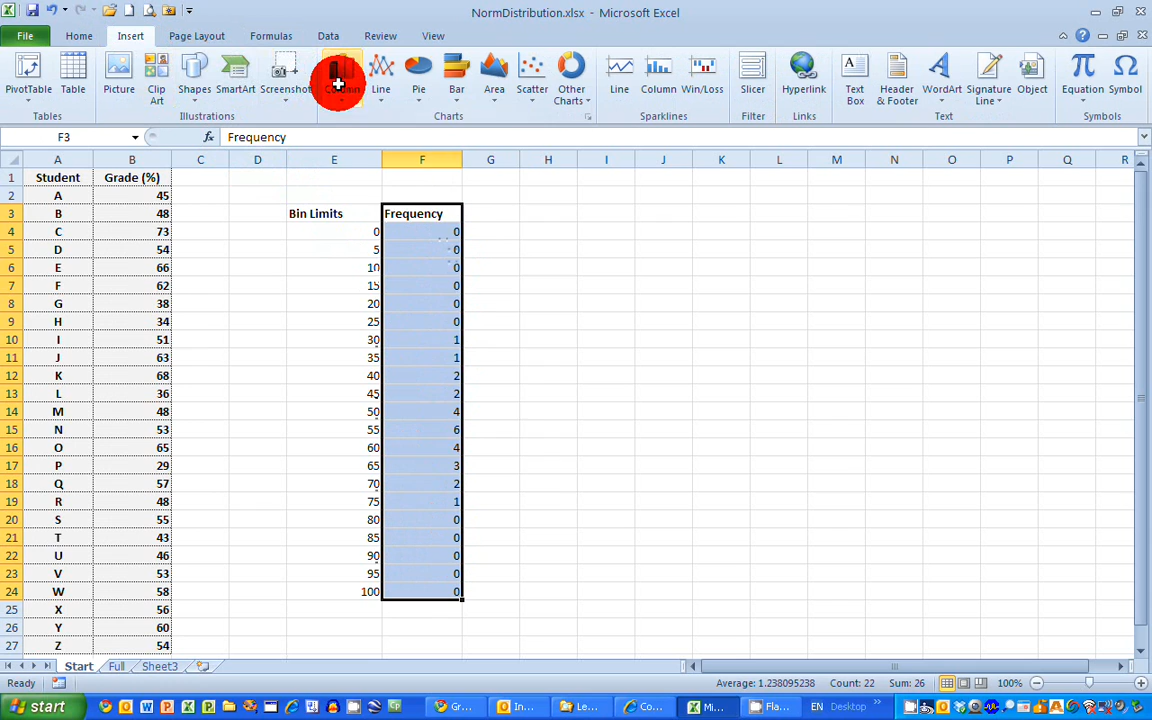 NormDistribution.xlsx - Microsoft Excel
File Home Insert Page Layout Formulas Data Review View
PivotTable Table Picture Clip Art Shapes SmartArt Screenshot Column Line Pie Bar Area Scatter Other Charts Line Column Win/Loss Slicer Hyperlink Text Box Header & Footer WordArt Signature Line Object Equation Symbol
Tables Illustrations Charts Sparklines Filter Links Text Symbols
F3 fx Frequency
A B C D E F G H I J K L M N O P Q R
1 Student Grade (%)
2 A 45
3 B 48 Bin Limits Frequency
4 C 73 0 0
5 D 54 5 0
6 E 66 10 0
7 F 62 15 0
8 G 38 20 0
9 H 34 25 0
10 I 51 30 1
11 J 63 35 1
12 K 68 40 2
13 L 36 45 2
14 M 48 50 4
15 N 53 55 6
16 O 65 60 4
17 P 29 65 3
18 Q 57 70 2
19 R 48 75 1
20 S 55 80 0
21 T 43 85 0
22 U 46 90 0
23 V 53 95 0
24 W 58 100 0
25 X 56
26 Y 60
27 Z 54
Start Full Sheet3
Ready Average: 1.238095238 Count: 22 Sum: 26 100%
start Gr... In... Le... Co... Mi... Fla... EN Desktop